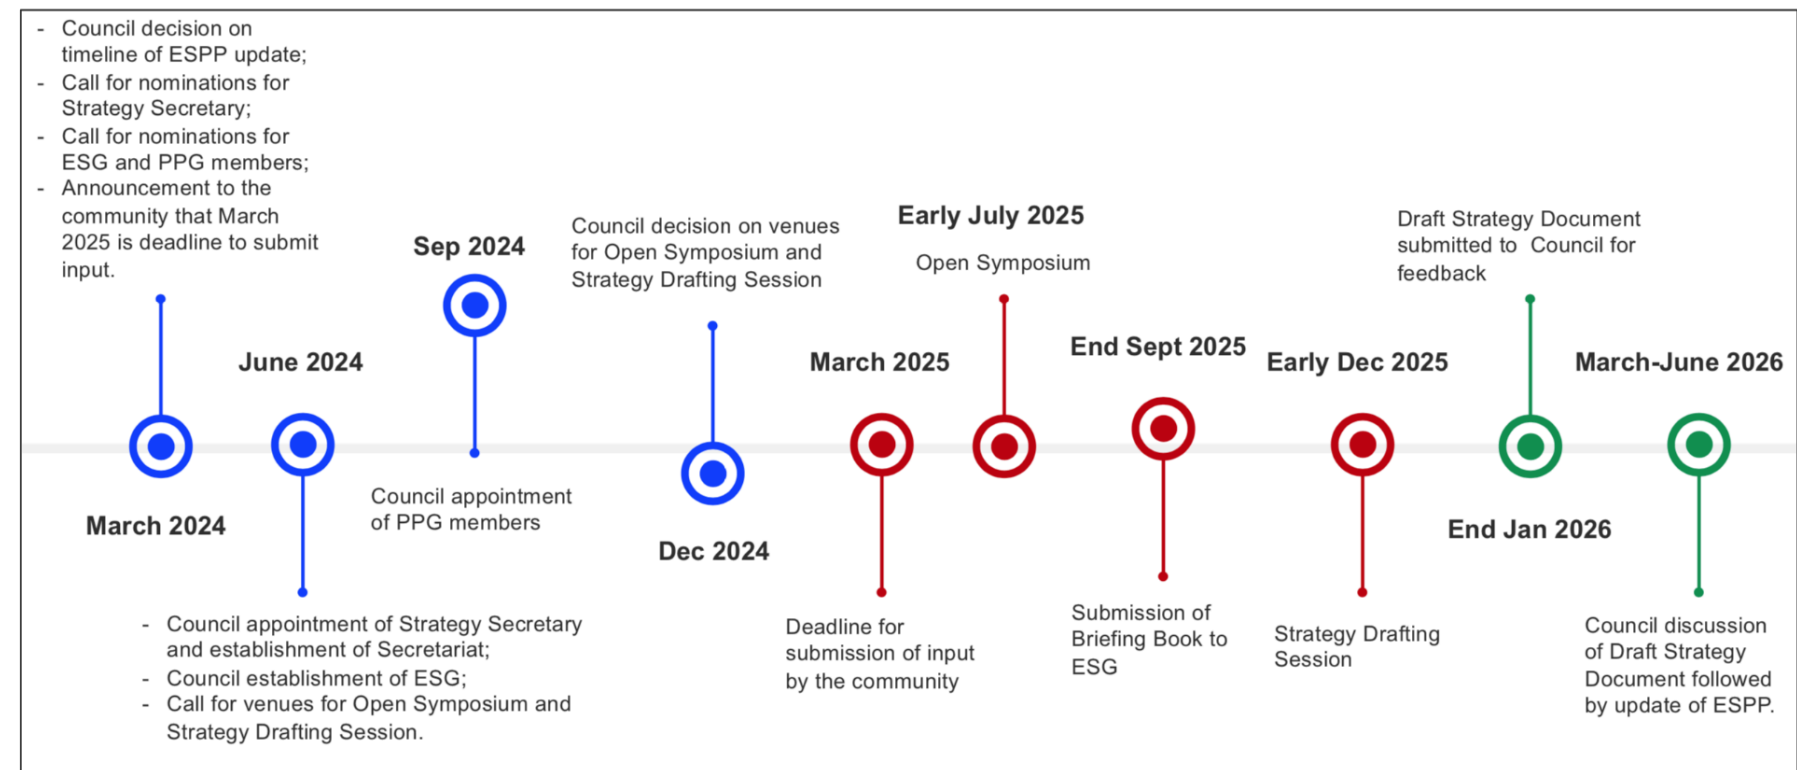 - Council decision on
timeline of ESPP update;
- Call for nominations for
Strategy Secretary;
- Call for nominations for
ESG and PPG members;
- Announcement to the
community that March
2025 is deadline to submit
input.
March 2024
June 2024
- Council appointment of Strategy Secretary
and establishment of Secretariat;
- Council establishment of ESG;
- Call for venues for Open Symposium and
Strategy Drafting Session.
Sep 2024
Council appointment
of PPG members
Council decision on venues
for Open Symposium and
Strategy Drafting Session
Dec 2024
March 2025
Deadline for
submission of input
by the community
Early July 2025
Open Symposium
End Sept 2025
Submission of
Briefing Book to
ESG
Early Dec 2025
Strategy Drafting
Session
Draft Strategy Document
submitted to Council for
feedback
End Jan 2026
March-June 2026
Council discussion
of Draft Strategy
Document followed
by update of ESPP.